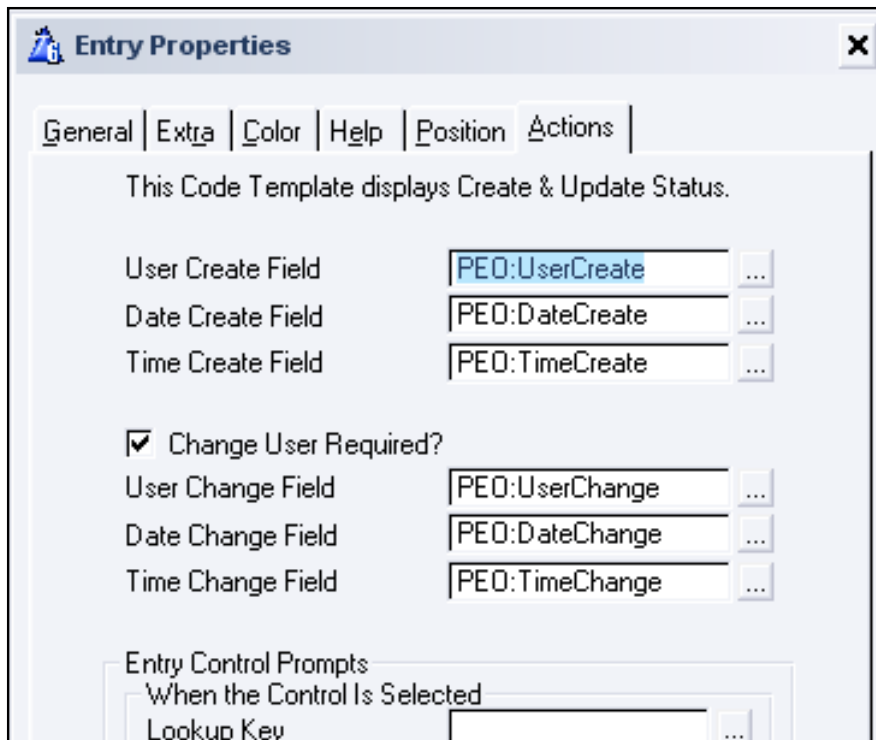 Entry Properties
General Extra Color Help Position Actions
This Code Template displays Create & Update Status.
User Create Field PEO:UserCreate ...
Date Create Field PEO:DateCreate ...
Time Create Field PEO:TimeCreate ...
Change User Required?
User Change Field PEO:UserChange ...
Date Change Field PEO:DateChange ...
Time Change Field PEO:TimeChange ...
Entry Control Prompts
When the Control Is Selected
Lookup Key ...